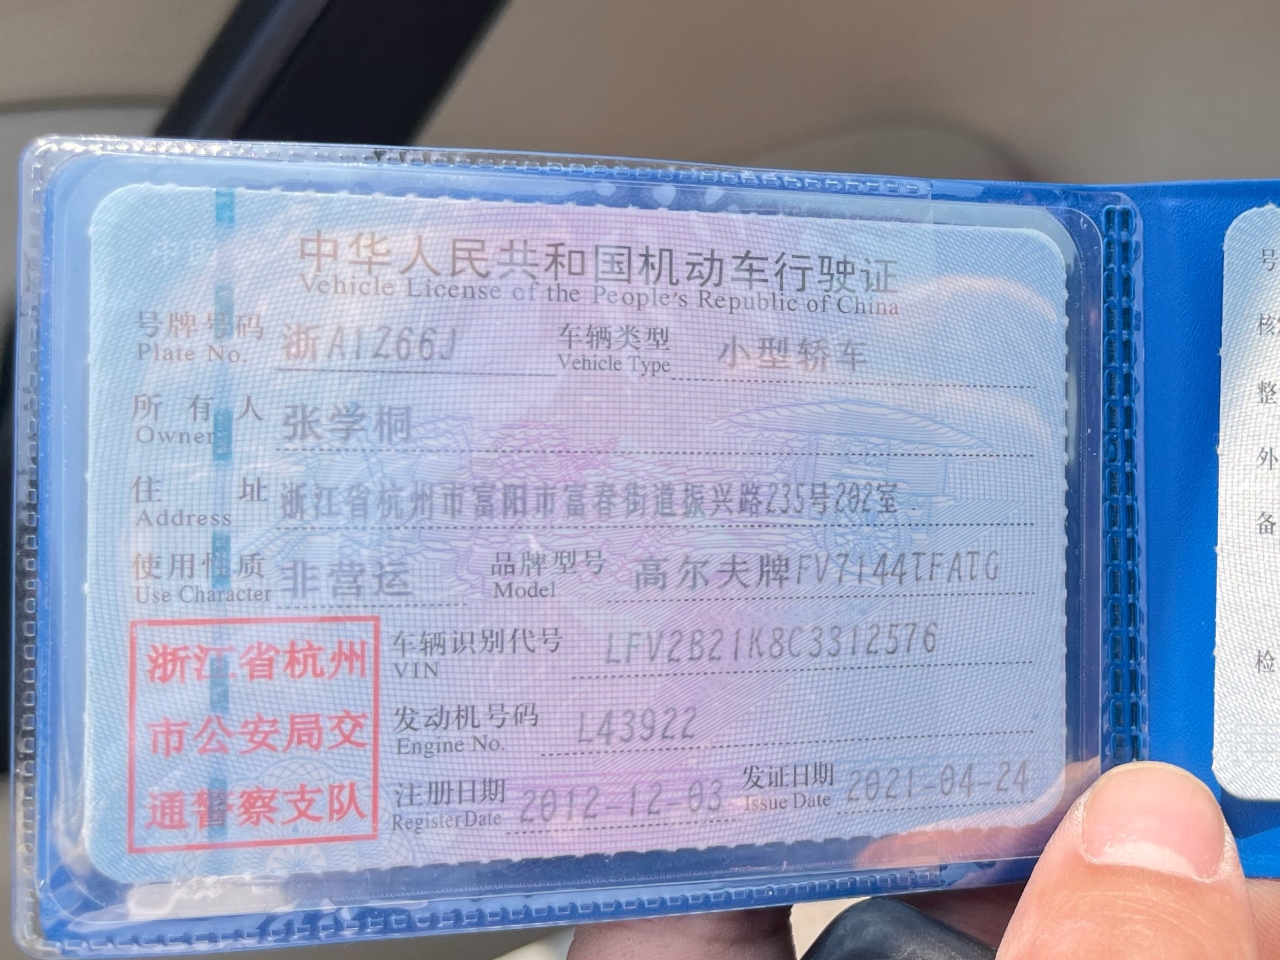 中华人民共和国机动车行驶证
Vehicle License of the People's Republic of China
号牌号码 浙A1Z66J 车辆类型 小型轿车
Plate No. Vehicle Type
所有人 张学桐
Owner
住址 浙江省杭州市富阳市富春街道振兴路235号202室
Address
使用性质 非营运 品牌型号 高尔夫牌FV7144TFATG
Use Character Model
浙江省杭州
市公安局交
通警察支队
车辆识别代号 LFV2B21K8C3312576
VIN
发动机号码 L43922
Engine No.
注册日期 2012-12-03 发证日期 2021-04-24
Register Date Issue Date
号
核
整
外
备
检